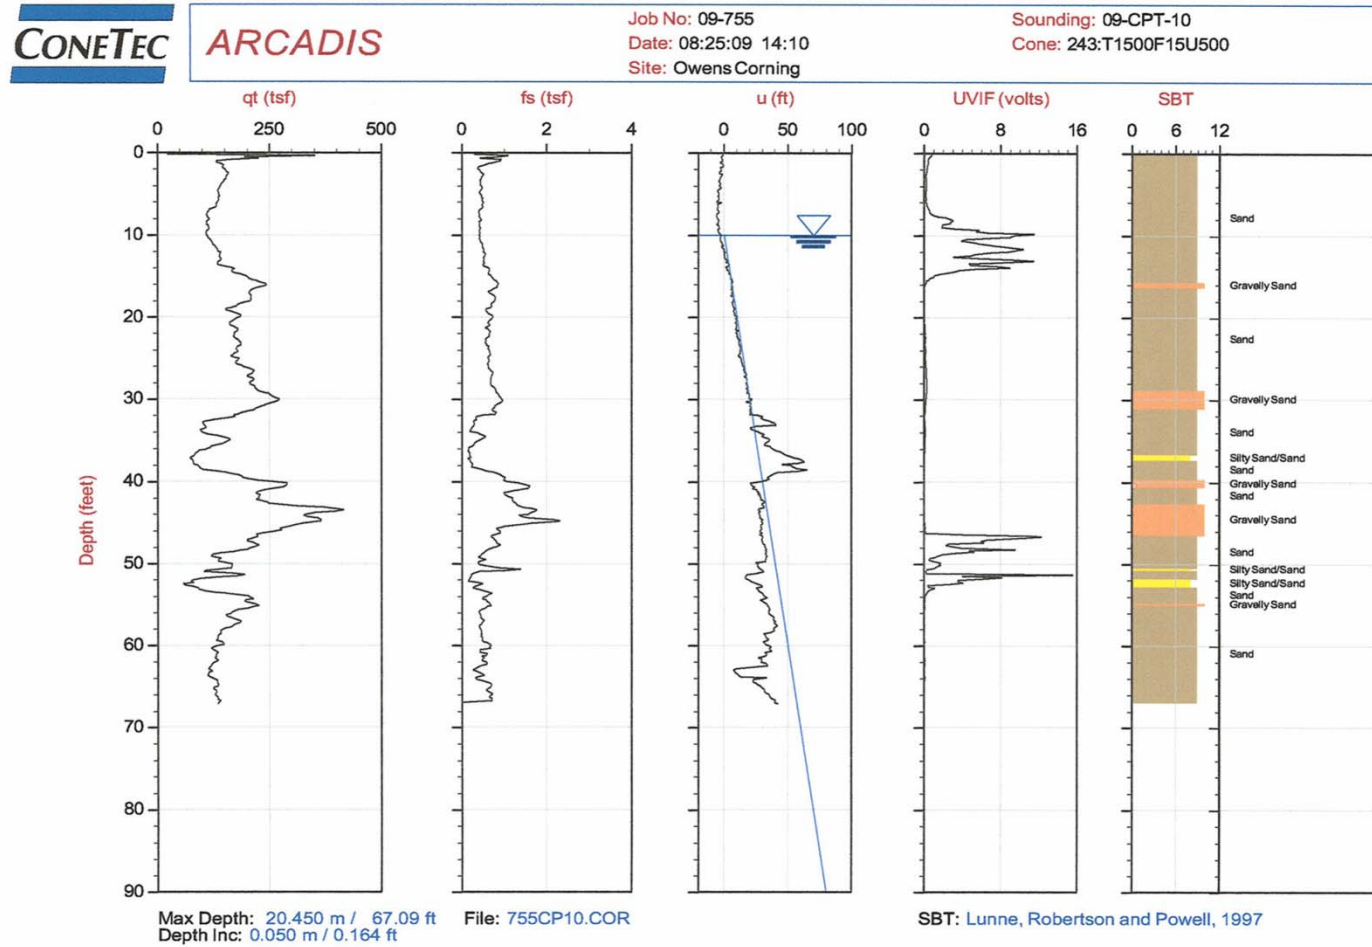 CONETEC
ARCADIS
Job No: 09-755
Date: 08:25:09 14:10
Site: Owens Corning
Sounding: 09-CPT-10
Cone: 243:T1500F15U500
qt (tsf) fs (tsf) u (ft) UVIF (volts) SBT
0 250 500 0 2 4 0 50 100 0 8 16 0 6 12
0
10
20
30
40
50
60
70
80
90
Depth (feet)
Sand
Gravelly Sand
Sand
Gravelly Sand
Sand
Silty Sand/Sand
Sand
Gravelly Sand
Sand
Gravelly Sand
Sand
Silty Sand/Sand
Silty Sand/Sand
Sand
Gravelly Sand
Sand
Max Depth: 20.450 m / 67.09 ft
Depth Inc: 0.050 m / 0.164 ft
File: 755CP10.COR
SBT: Lunne, Robertson and Powell, 1997